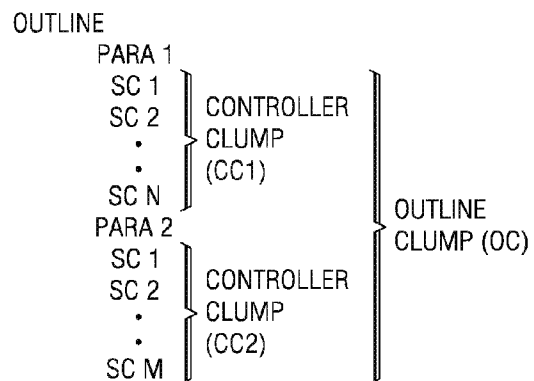 OUTLINE
PARA 1
SC 1
SC 2
SC N
CONTROLLER
CLUMP
(CC1)
PARA 2
SC 1
SC 2
SC M
CONTROLLER
CLUMP
(CC2)
OUTLINE
CLUMP (OC)